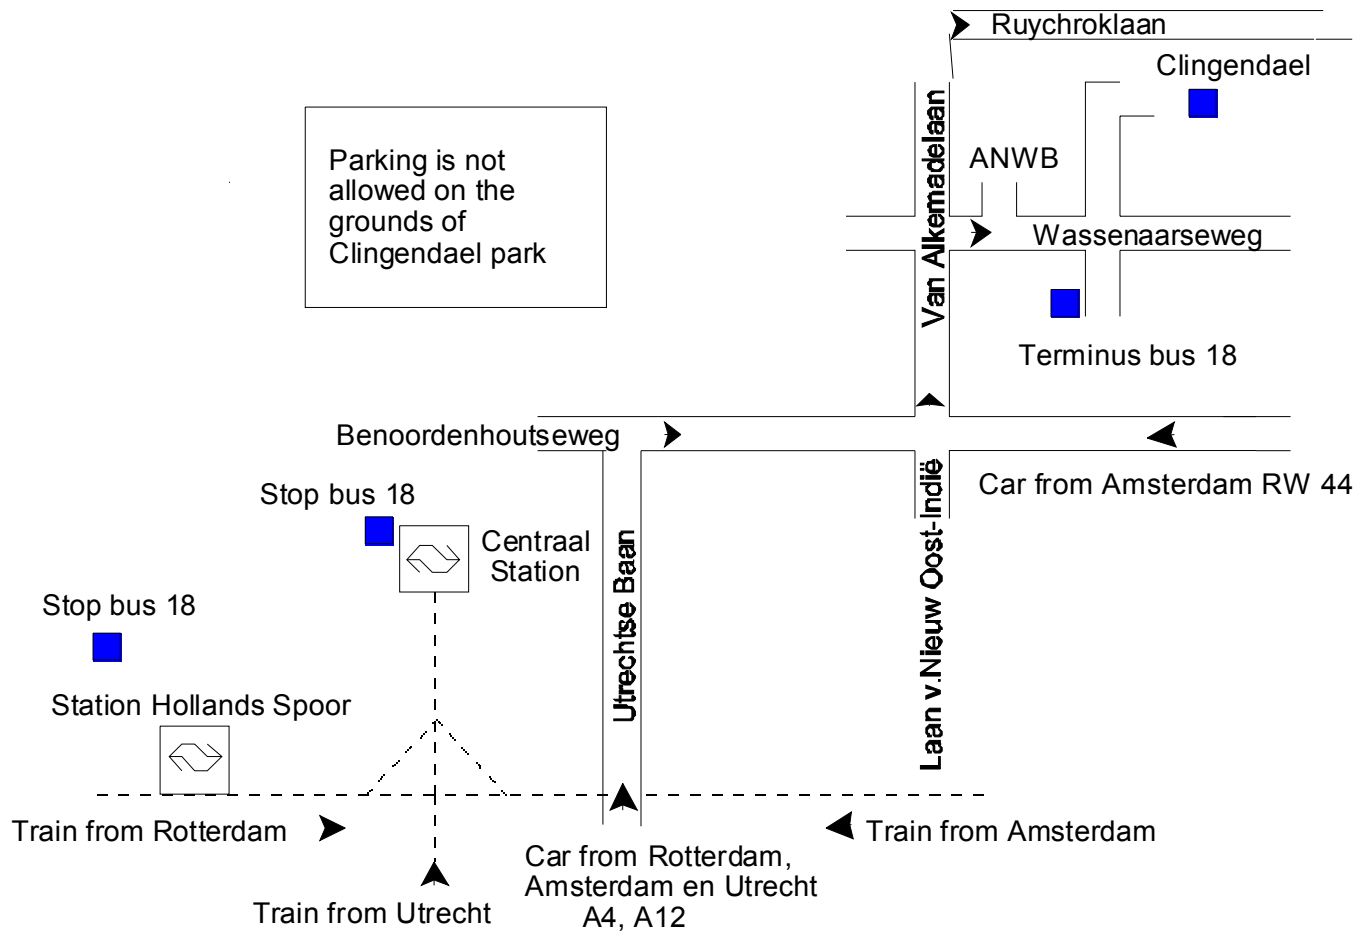 Ruychroklaan
Clingendael
Van Alkemadelaan
ANWB
Parking is not
allowed on the
grounds of
Clingendael park
Wassenaarseweg
Terminus bus 18
Benoordenhoutseweg
Car from Amsterdam RW 44
Stop bus 18
Centraal
Station
Utrechtse Baan
Laan v.Nieuw Oost-Indië
Stop bus 18
Station Hollands Spoor
Train from Rotterdam
Train from Amsterdam
Car from Rotterdam,
Amsterdam en Utrecht
A4, A12
Train from Utrecht